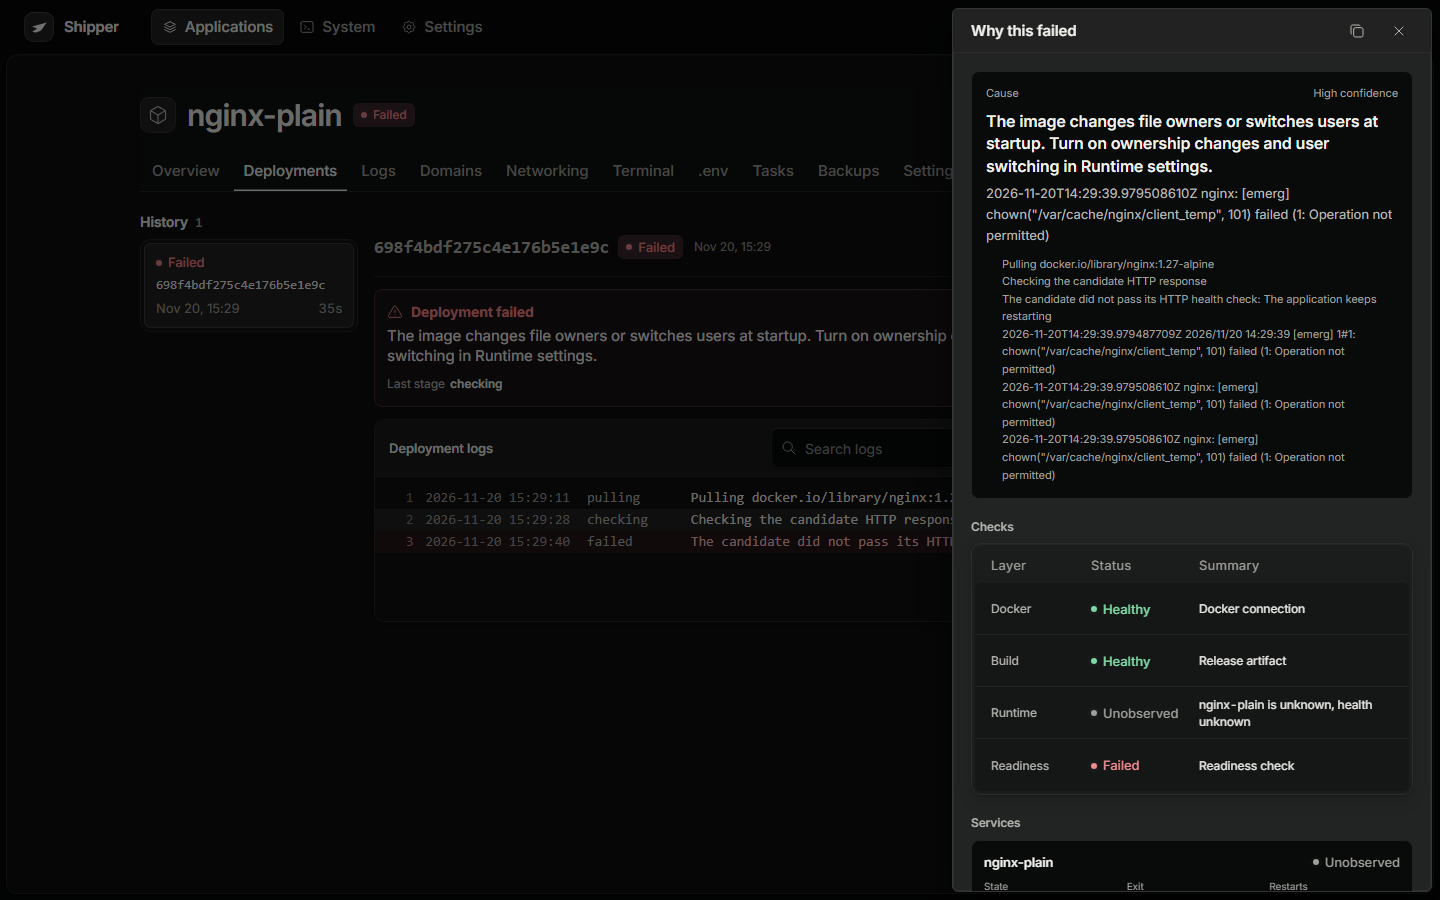 Shipper
Applications
System
Settings
nginx-plain
Failed
Overview
Deployments
Logs
Domains
Networking
Terminal
.env
Tasks
Backups
History 1
Failed
698f4bdf275c4e176b5e1e9c
Nov 20, 15:29 35s
698f4bdf275c4e176b5e1e9c Failed Nov 20, 15:29
Deployment failed
The image changes file owners or switches users at startup. Turn on ownership
switching in Runtime settings.
Last stage checking
Deployment logs
Search logs
1 2026-11-20 15:29:11 pulling Pulling docker.io/library/nginx:1.
2 2026-11-20 15:29:28 checking Checking the candidate HTTP
3 2026-11-20 15:29:40 failed The candidate did not pass its
Why this failed
Cause High confidence
The image changes file owners or switches users at
startup. Turn on ownership changes and user
switching in Runtime settings.
2026-11-20T14:29:39.979508610Z nginx: [emerg]
chown("/var/cache/nginx/client_temp", 101) failed (1: Operation not
permitted)
Pulling docker.io/library/nginx:1.27-alpine
Checking the candidate HTTP response
The candidate did not pass its HTTP health check: The application keeps
restarting
2026-11-20T14:29:39.979487709Z 2026/11/20 14:29:39 [emerg] 1#1:
chown("/var/cache/nginx/client_temp", 101) failed (1: Operation not
permitted)
2026-11-20T14:29:39.979508610Z nginx: [emerg]
chown("/var/cache/nginx/client_temp", 101) failed (1: Operation not
permitted)
2026-11-20T14:29:39.979508610Z nginx: [emerg]
chown("/var/cache/nginx/client_temp", 101) failed (1: Operation not
permitted)
Checks
Layer Status Summary
Docker Healthy Docker connection
Build Healthy Release artifact
Runtime Unobserved nginx-plain is unknown, health
unknown
Readiness Failed Readiness check
Services
nginx-plain Unobserved
State Exit Restarts